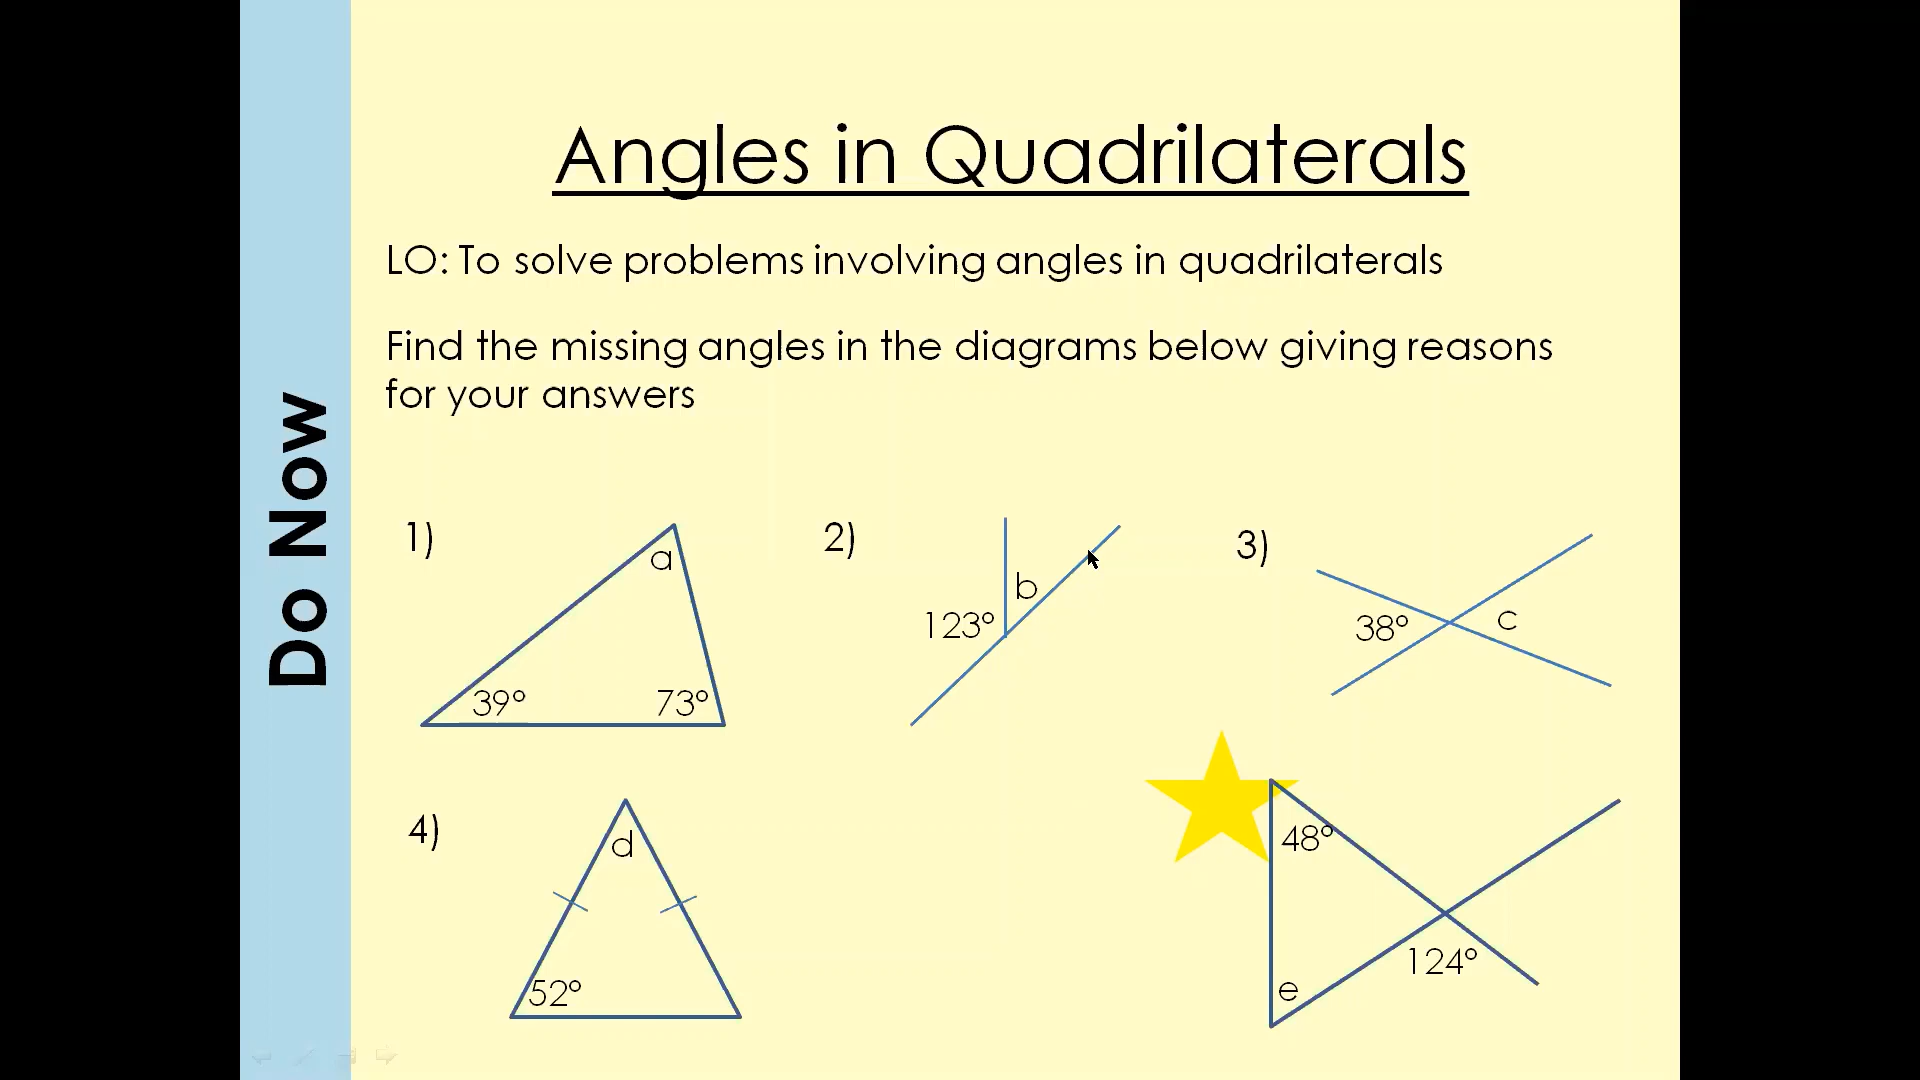 Do Now
Angles in Quadrilaterals
LO: To solve problems involving angles in quadrilaterals
Find the missing angles in the diagrams below giving reasons
for your answers
1)
a
39°
73°
2)
b
123°
3)
38°
c
4)
d
52°
48°
124°
e